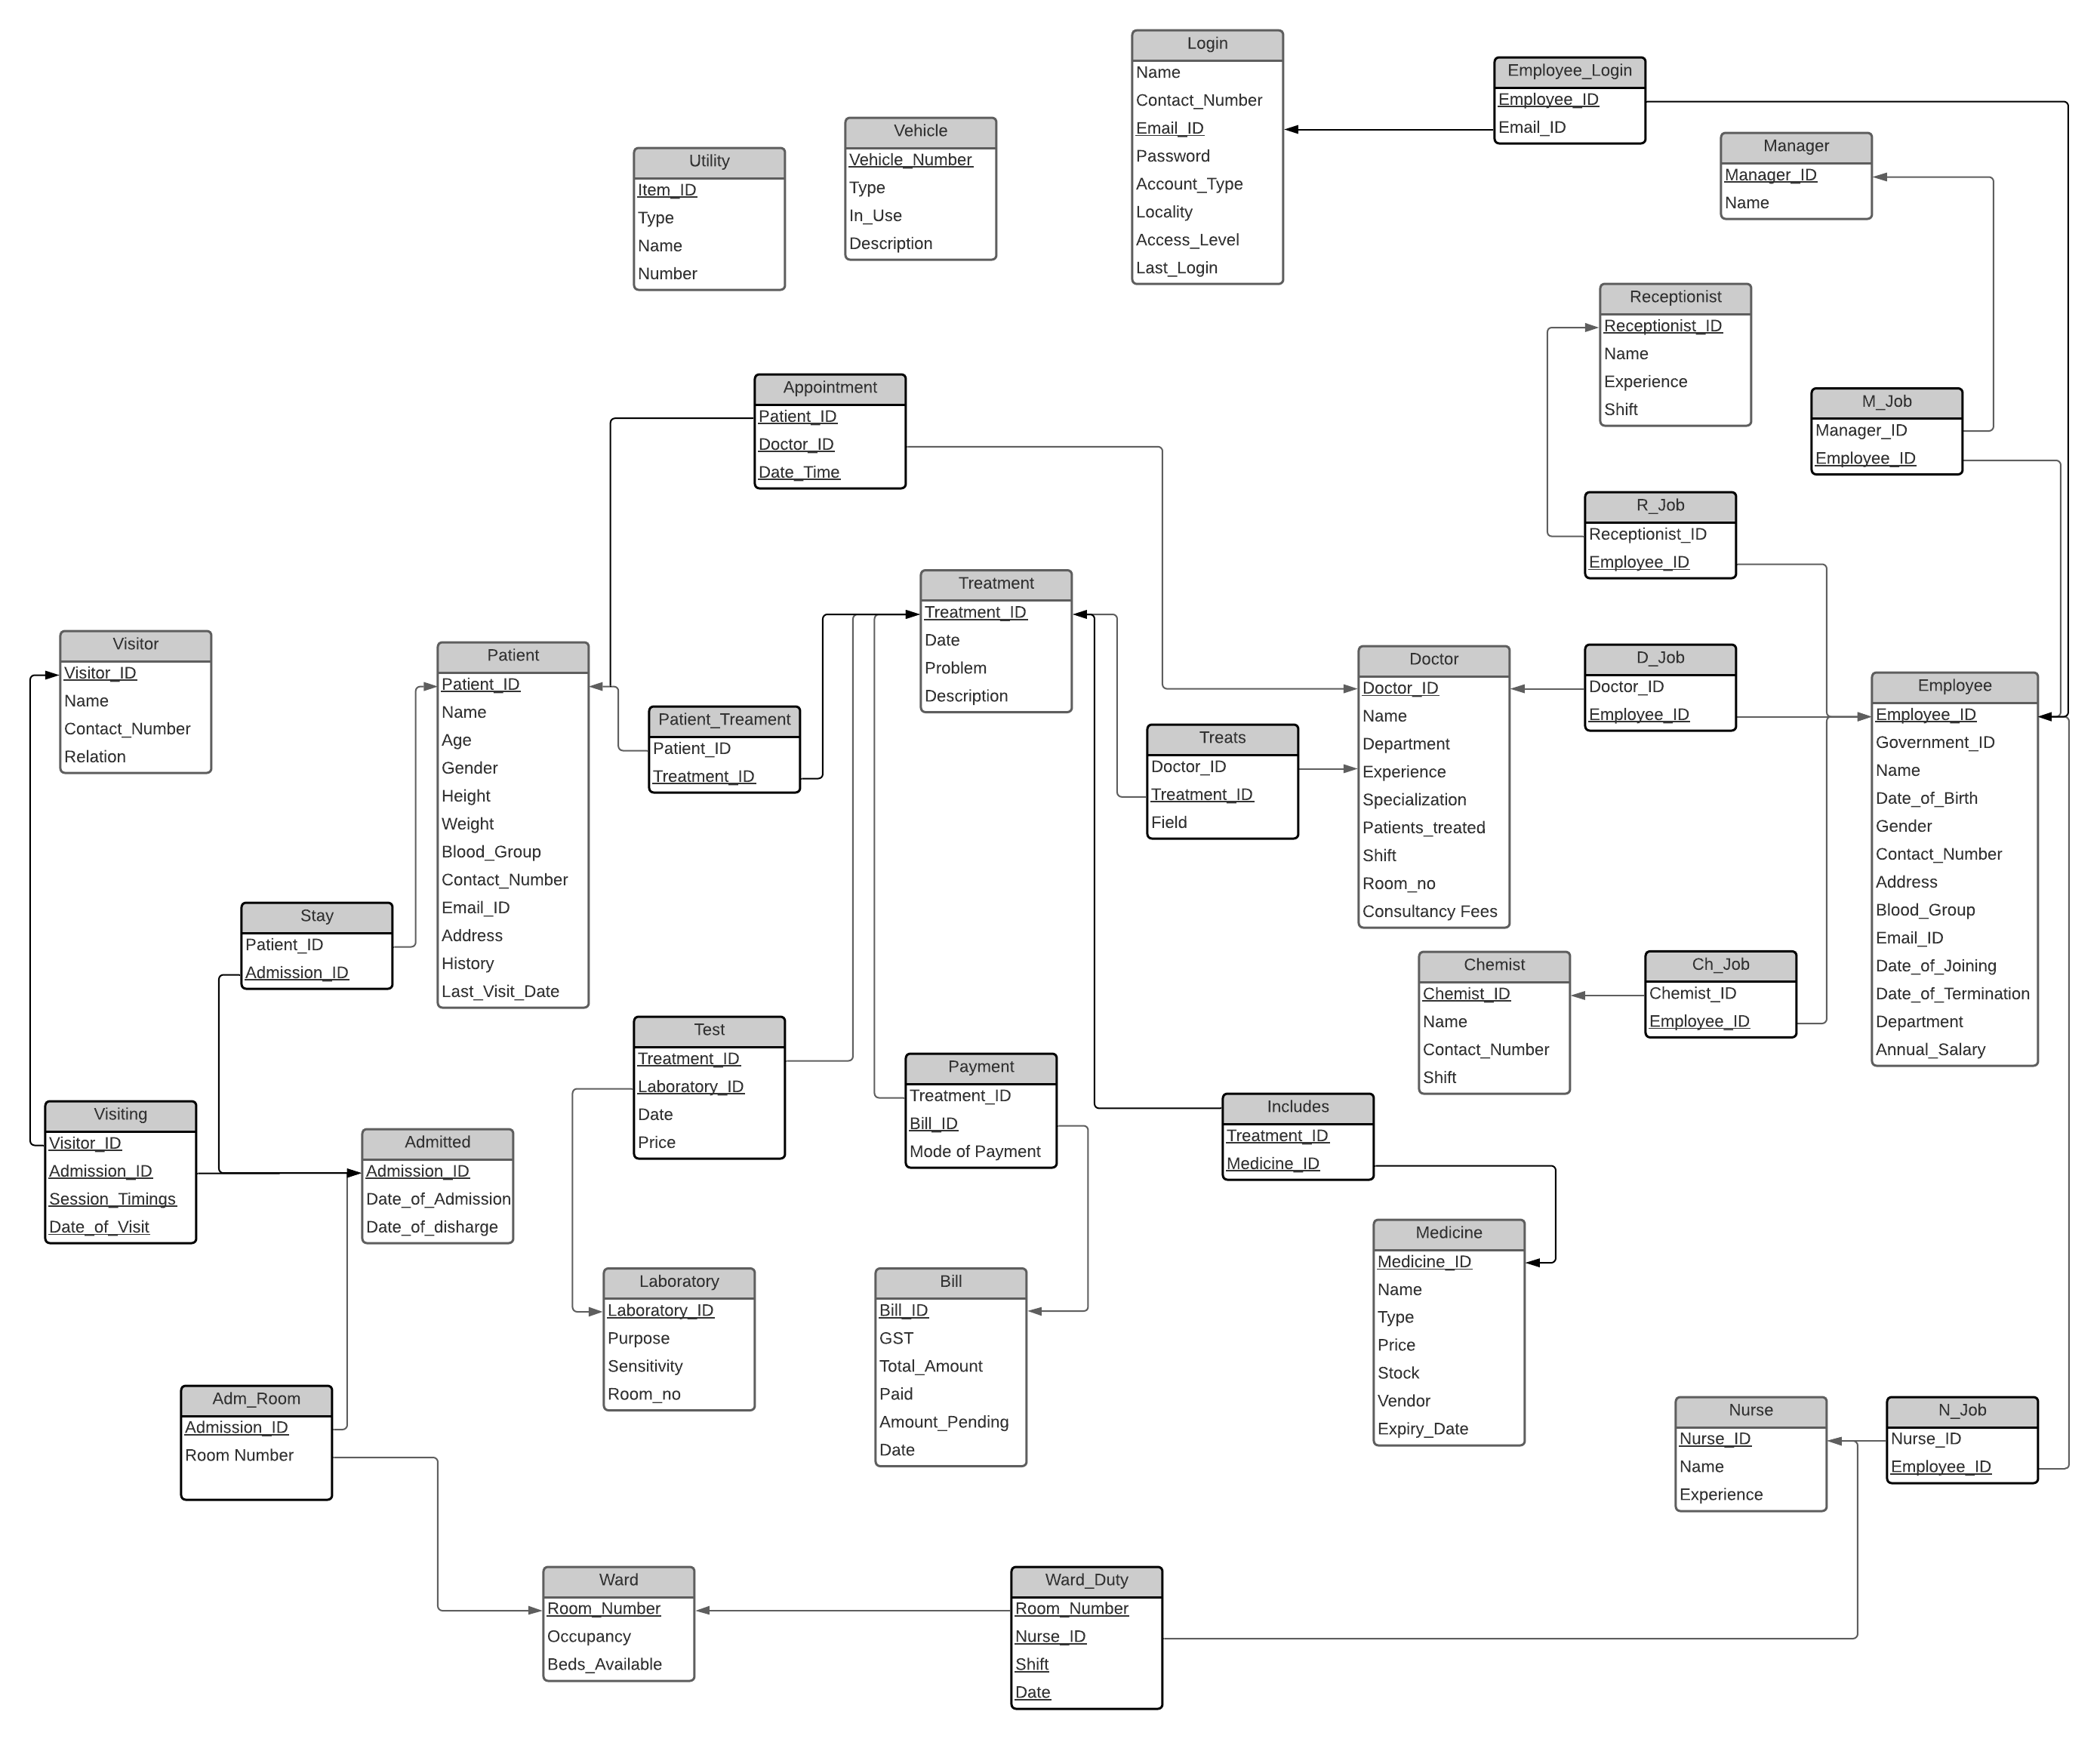 Login
Name
Contact_Number
Email_ID
Password
Account_Type
Locality
Access_Level
Last_Login
Employee_Login
Employee_ID
Email_ID
Vehicle
Vehicle_Number
Type
In_Use
Description
Utility
Item_ID
Type
Name
Number
Manager
Manager_ID
Name
Receptionist
Receptionist_ID
Name
Experience
Shift
Appointment
Patient_ID
Doctor_ID
Date_Time
M_Job
Manager_ID
Employee_ID
R_Job
Receptionist_ID
Employee_ID
Treatment
Treatment_ID
Date
Problem
Description
Visitor
Visitor_ID
Name
Contact_Number
Relation
Patient
Patient_ID
Name
Age
Gender
Height
Weight
Blood_Group
Contact_Number
Email_ID
Address
History
Last_Visit_Date
Patient_Treament
Patient_ID
Treatment_ID
Treats
Doctor_ID
Treatment_ID
Field
Doctor
Doctor_ID
Name
Department
Experience
Specialization
Patients_treated
Shift
Room_no
Consultancy Fees
D_Job
Doctor_ID
Employee_ID
Employee
Employee_ID
Government_ID
Name
Date_of_Birth
Gender
Contact_Number
Address
Blood_Group
Email_ID
Date_of_Joining
Date_of_Termination
Department
Annual_Salary
Stay
Patient_ID
Admission_ID
Chemist
Chemist_ID
Name
Contact_Number
Shift
Ch_Job
Chemist_ID
Employee_ID
Test
Treatment_ID
Laboratory_ID
Date
Price
Payment
Treatment_ID
Bill_ID
Mode of Payment
Includes
Treatment_ID
Medicine_ID
Visiting
Visitor_ID
Admission_ID
Session_Timings
Date_of_Visit
Admitted
Admission_ID
Date_of_Admission
Date_of_disharge
Medicine
Medicine_ID
Name
Type
Price
Stock
Vendor
Expiry_Date
Laboratory
Laboratory_ID
Purpose
Sensitivity
Room_no
Bill
Bill_ID
GST
Total_Amount
Paid
Amount_Pending
Date
Adm_Room
Admission_ID
Room Number
Nurse
Nurse_ID
Name
Experience
N_Job
Nurse_ID
Employee_ID
Ward
Room_Number
Occupancy
Beds_Available
Ward_Duty
Room_Number
Nurse_ID
Shift
Date